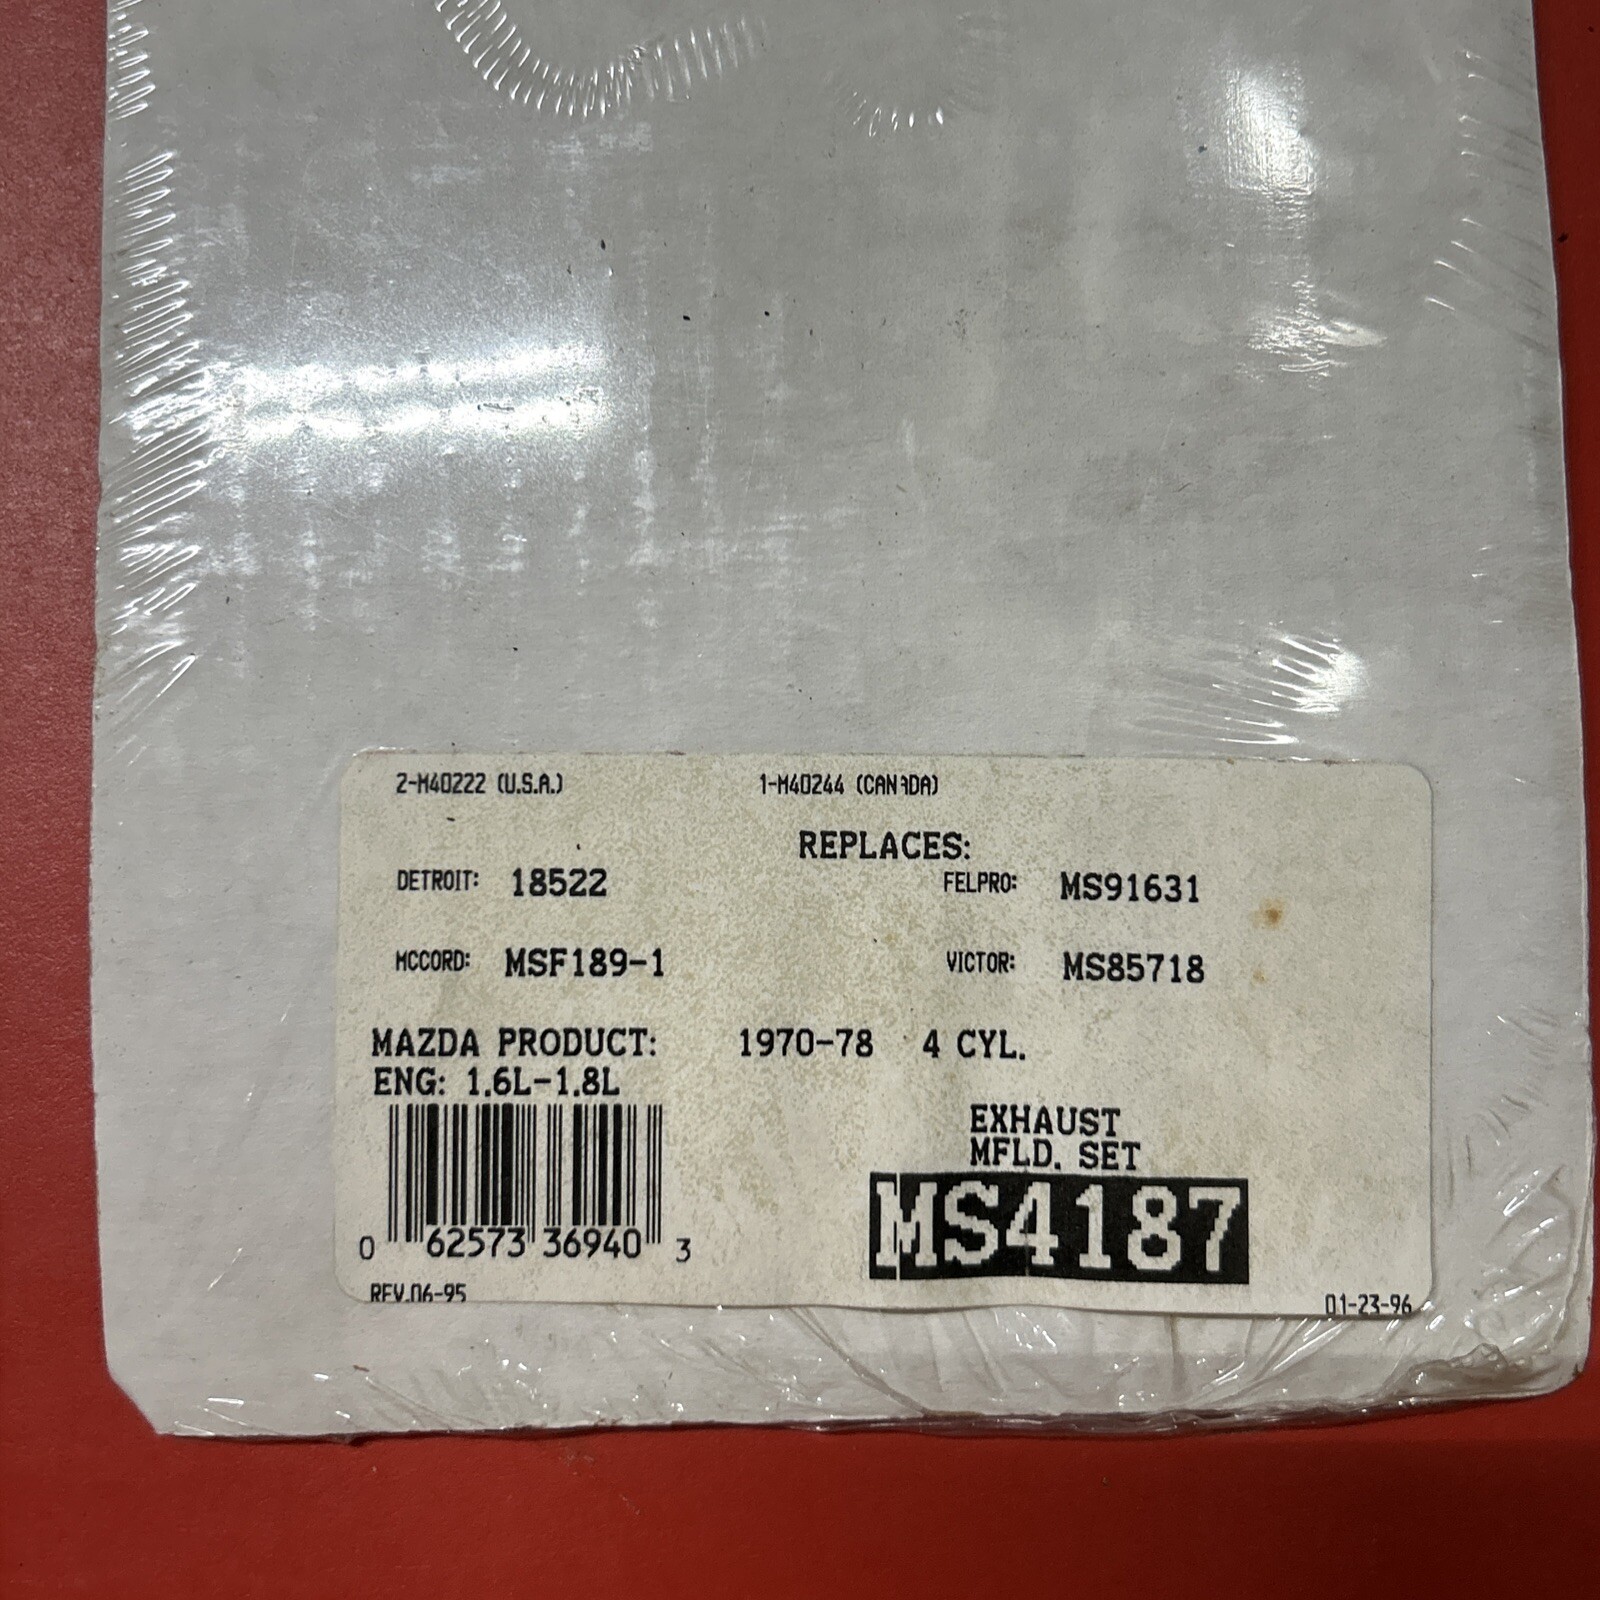 2-M40222 (U.S.A.) 1-M40244 (CANADA)
REPLACES:
DETROIT: 18522 FELPRO: MS91631
MCCORD: MSF189-1 VICTOR: MS85718
MAZDA PRODUCT: 1970-78 4 CYL.
ENG: 1.6L-1.8L
EXHAUST
MFLD. SET
MS4187
0 62573 36940 3
REV.06-95 01-23-96